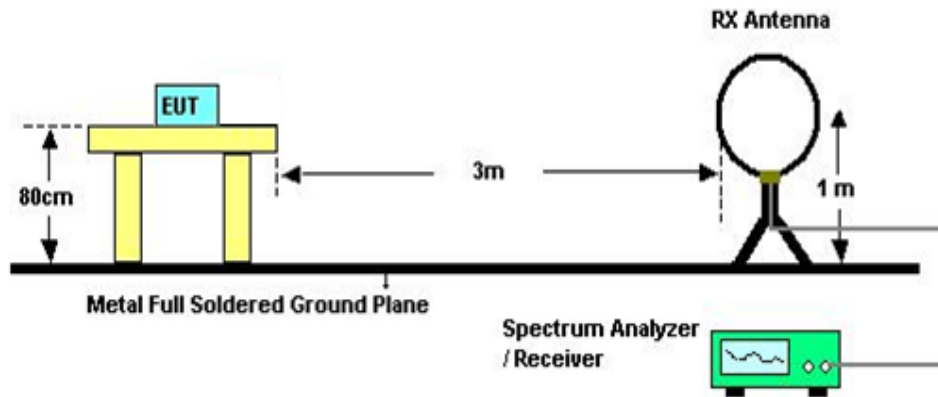 RX Antenna
EUT
3m
80cm
1 m
Metal Full Soldered Ground Plane
Spectrum Analyzer
/ Receiver